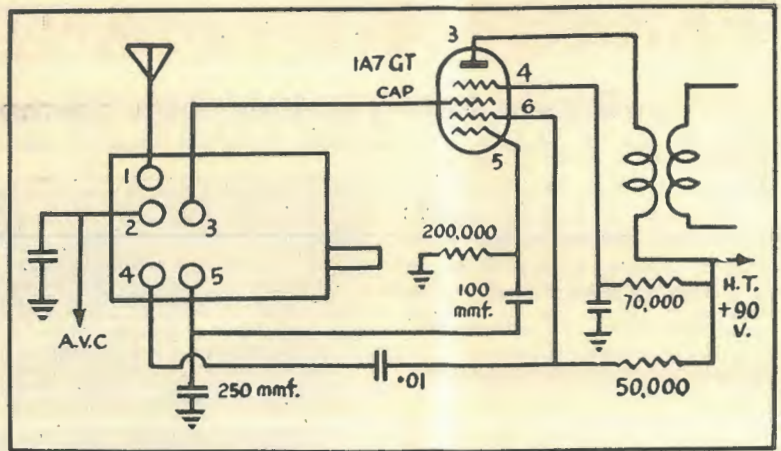 3
1A7 GT
4
CAP
6
5
1
2
3
200,000
4
5
100
mmf.
70,000
H.T.
+90
V.
A.V.C
250 mmf.
·01
50,000